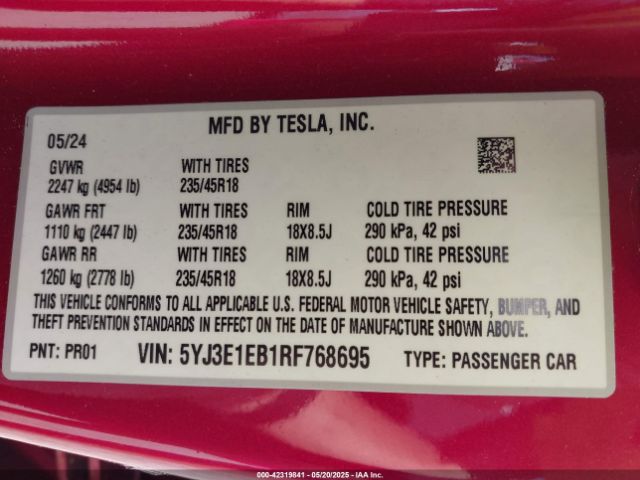 MFD BY TESLA, INC.
05/24
GVWR WITH TIRES
2247 kg (4954 lb) 235/45R18
GAWR FRT WITH TIRES RIM COLD TIRE PRESSURE
1110 kg (2447 lb) 235/45R18 18X8.5J 290 kPa, 42 psi
GAWR RR WITH TIRES RIM COLD TIRE PRESSURE
1260 kg (2778 lb) 235/45R18 18X8.5J 290 kPa, 42 psi
THIS VEHICLE CONFORMS TO ALL APPLICABLE U.S. FEDERAL MOTOR VEHICLE SAFETY, BUMPER, AND
THEFT PREVENTION STANDARDS IN EFFECT ON THE DATE OF MANUFACTURE SHOWN ABOVE.
PNT: PR01 VIN: 5YJ3E1EB1RF768695 TYPE: PASSENGER CAR
000-42319841 - 05/20/2025 - IAA Inc.